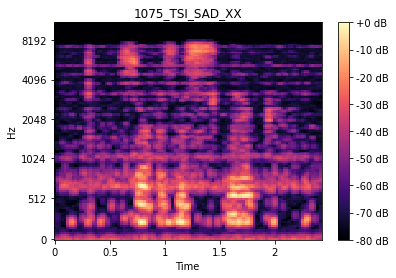 1075_TSI_SAD_XX
Hz
8192
4096
2048
1024
512
0
0
0.5
1
1.5
2
Time
+0 dB
-10 dB
-20 dB
-30 dB
-40 dB
-50 dB
-60 dB
-70 dB
-80 dB